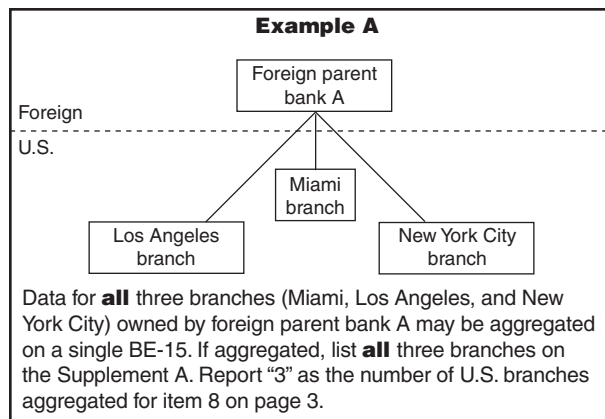 Example A
Foreign parent
bank A
Foreign
U.S.
Miami
branch
Los Angeles
branch
New York City
branch
Data for all three branches (Miami, Los Angeles, and New
York City) owned by foreign parent bank A may be aggregated
on a single BE-15. If aggregated, list all three branches on
the Supplement A. Report “3” as the number of U.S. branches
aggregated for item 8 on page 3.